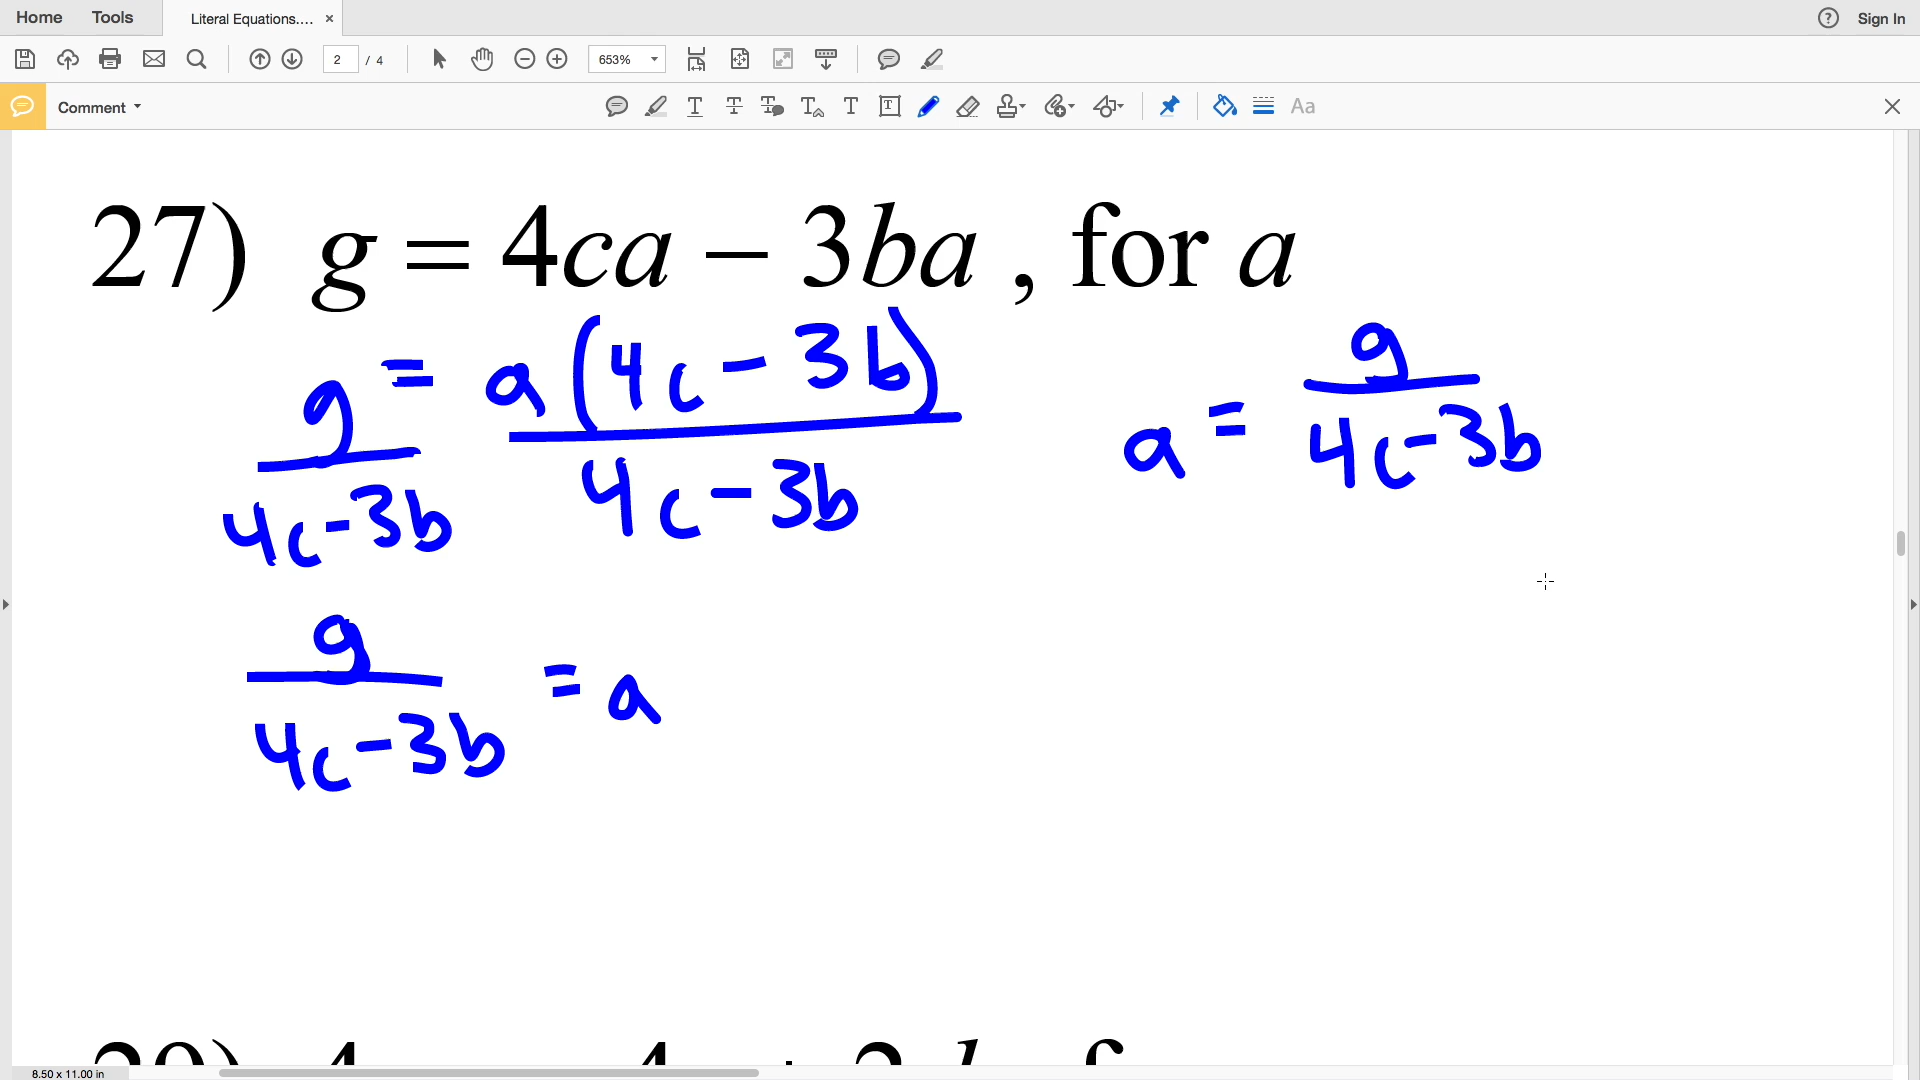 Home Tools Literal Equations.... × ? Sign In
2 / 4 653%
Comment Aa
27) g = 4ca – 3ba , for a
g = a(4c – 3b)
4c–3b 4c–3b
a = g
4c–3b
g = a
4c–3b
8.50 x 11.00 in